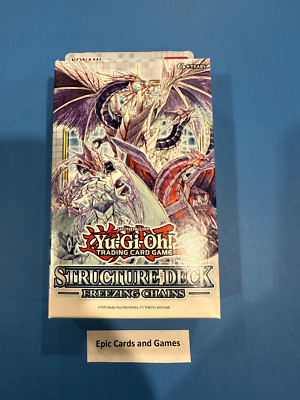 KONAMI
Yu-Gi-Oh!
TRADING CARD GAME
STRUCTURE DECK
FREEZING CHAINS
Epic Cards and Games